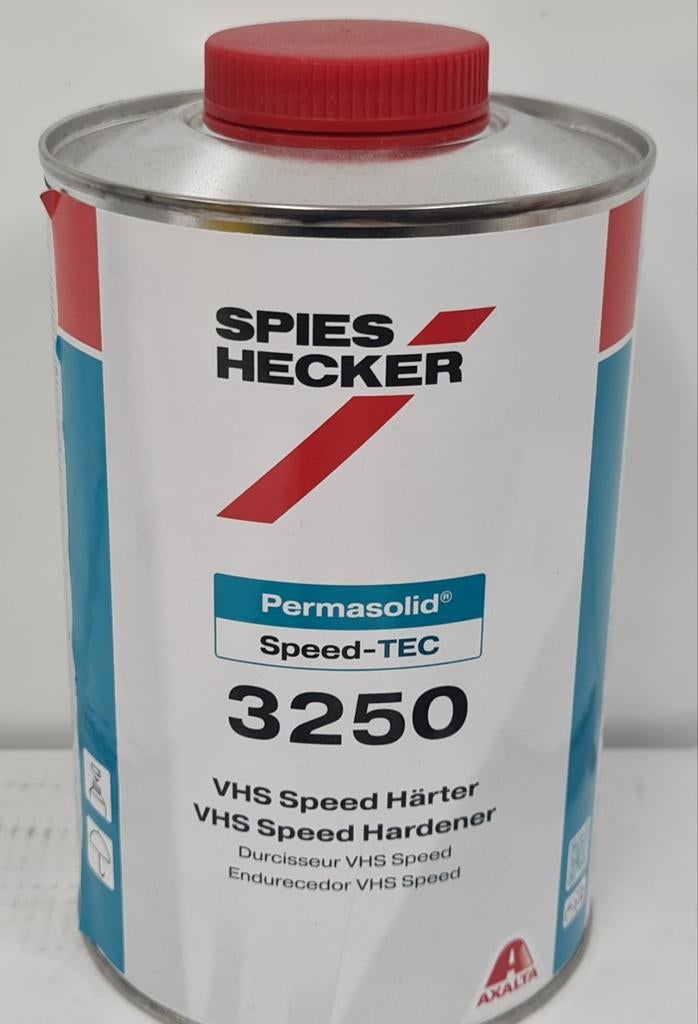 SPIES
HECKER
Permasolid®
Speed-TEC
3250
VHS Speed Härter
VHS Speed Hardener
Durcisseur VHS Speed
Endurecedor VHS Speed
AXALTA